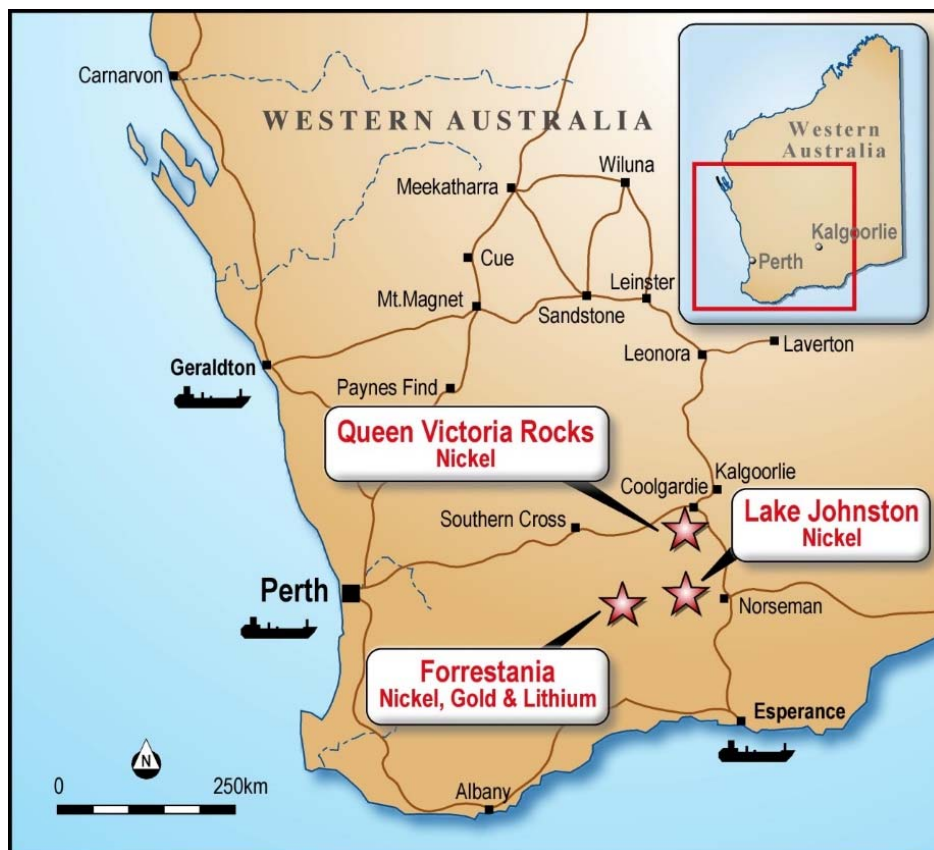 Carnarvon
WESTERN AUSTRALIA
Western
Australia
Kalgoorlie
Perth
Meekatharra
Wiluna
Cue
Leinster
Mt.Magnet
Sandstone
Leonora
Laverton
Geraldton
Paynes Find
Queen Victoria Rocks
Nickel
Kalgoorlie
Coolgardie
Southern Cross
Lake Johnston
Nickel
Perth
Norseman
Forrestania
Nickel, Gold & Lithium
Esperance
N
0 250km
Albany